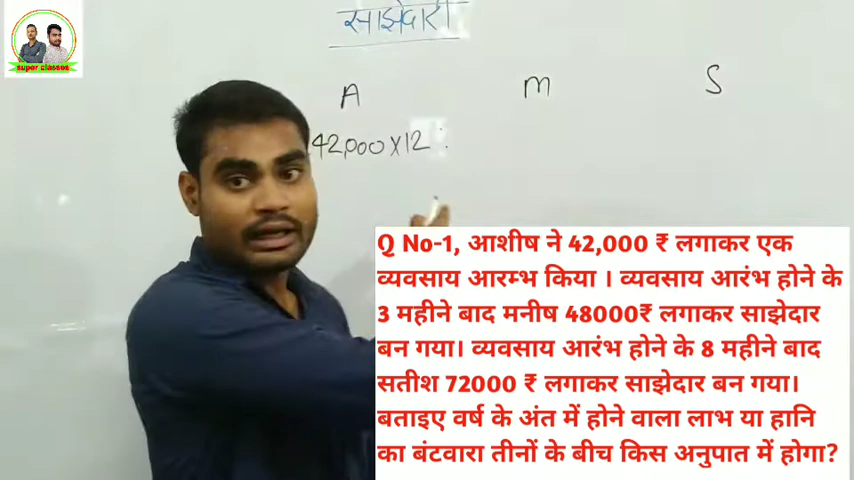 super classes
साझेदारी
A m S
42,000x12 :
Q No-1, आशीष ने 42,000 ₹ लगाकर एक
व्यवसाय आरम्भ किया । व्यवसाय आरंभ होने के
3 महीने बाद मनीष 48000₹ लगाकर साझेदार
बन गया। व्यवसाय आरंभ होने के 8 महीने बाद
सतीश 72000 ₹ लगाकर साझेदार बन गया।
बताइए वर्ष के अंत में होने वाला लाभ या हानि
का बंटवारा तीनों के बीच किस अनुपात में होगा?